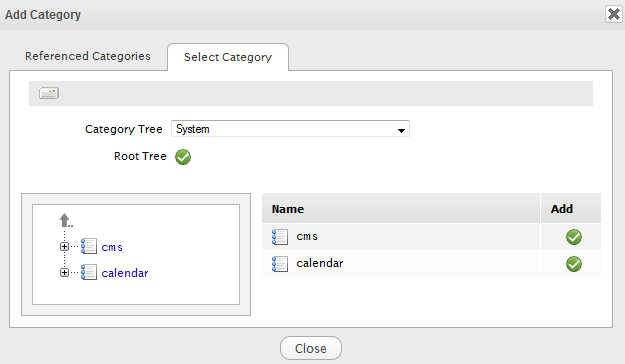 Add Category
Referenced Categories
Select Category
Category Tree
System
Root Tree
..
cms
calendar
Name
Add
cms
calendar
Close